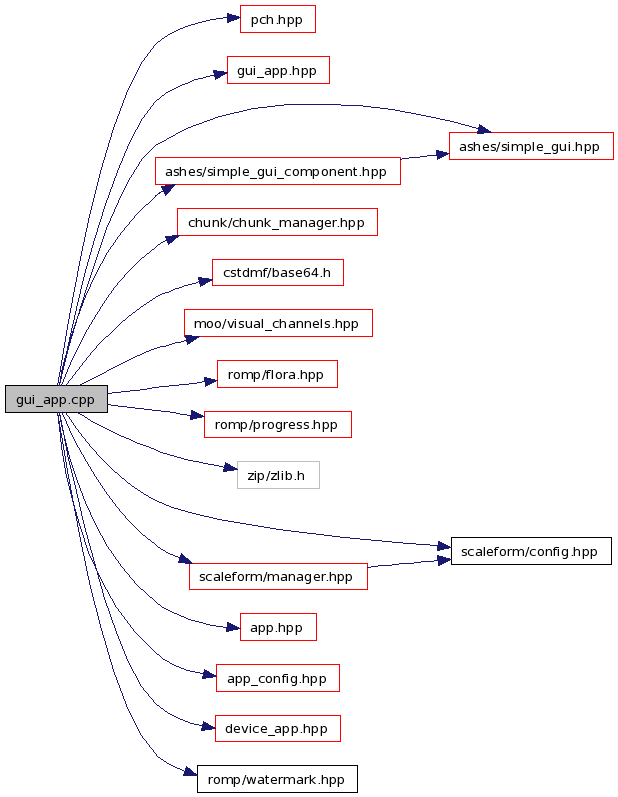 pch.hpp
gui_app.hpp
ashes/simple_gui.hpp
ashes/simple_gui_component.hpp
chunk/chunk_manager.hpp
cstdmf/base64.h
moo/visual_channels.hpp
romp/flora.hpp
gui_app.cpp
romp/progress.hpp
zip/zlib.h
scaleform/config.hpp
scaleform/manager.hpp
app.hpp
app_config.hpp
device_app.hpp
romp/watermark.hpp